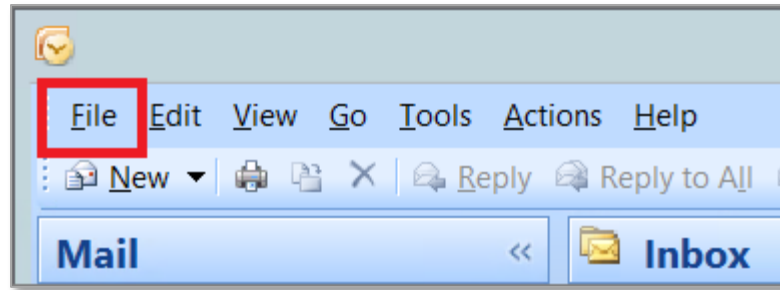 File Edit View Go Tools Actions Help
New Reply Reply to All
Mail << Inbox